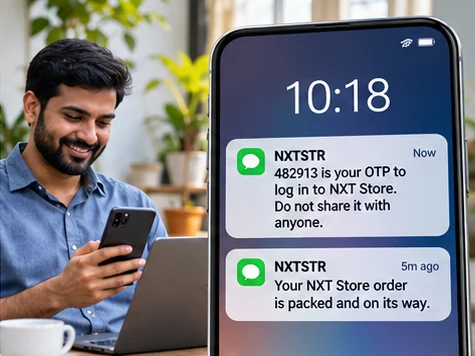 10:18
NXTSTR Now
482913 is your OTP to
log in to NXT Store.
Do not share it with
anyone.
NXTSTR 5m ago
Your NXT Store order
is packed and on its way.